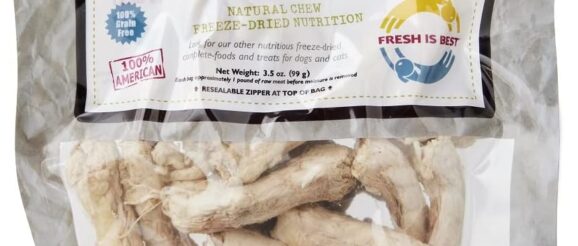 NATURAL CHEW
FREEZE-DRIED NUTRITION
100%
Grain
Free
Look for our other nutritious freeze-dried
complete-foods and treats for dogs and cats.
FRESH IS BEST
100%
AMERICAN
Net Weight: 3.5 oz. (99 g)
Fresh bag approximately 1 pound of raw meat before moisture is removed
RESEALABLE ZIPPER AT TOP OF BAG